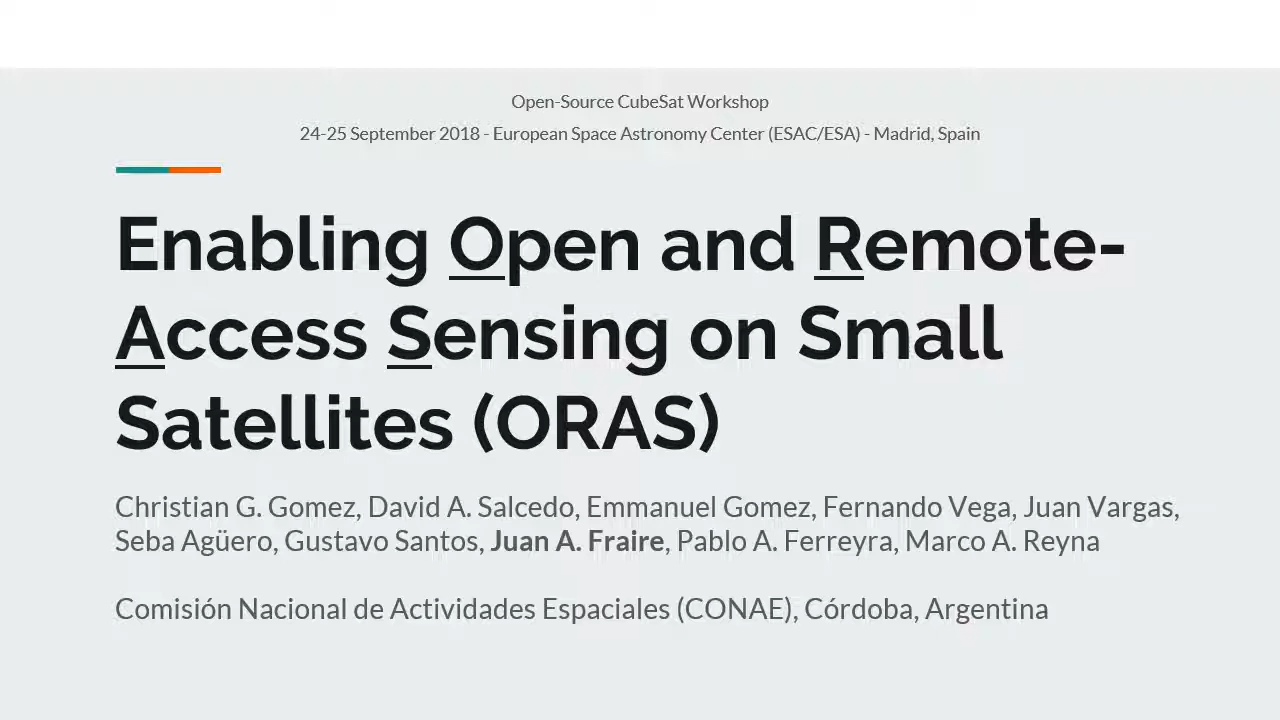 Open-Source CubeSat Workshop
24-25 September 2018 - European Space Astronomy Center (ESAC/ESA) - Madrid, Spain
Enabling Open and Remote-
Access Sensing on Small
Satellites (ORAS)
Christian G. Gomez, David A. Salcedo, Emmanuel Gomez, Fernando Vega, Juan Vargas,
Seba Agüero, Gustavo Santos, Juan A. Fraire, Pablo A. Ferreyra, Marco A. Reyna
Comisión Nacional de Actividades Espaciales (CONAE), Córdoba, Argentina